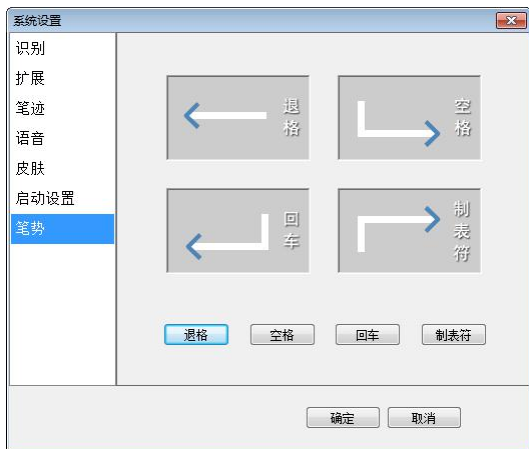 系统设置
识别
扩展
笔迹
语音
皮肤
启动设置
笔势
退格
空格
回车
制表符
退格
空格
回车
制表符
确定
取消